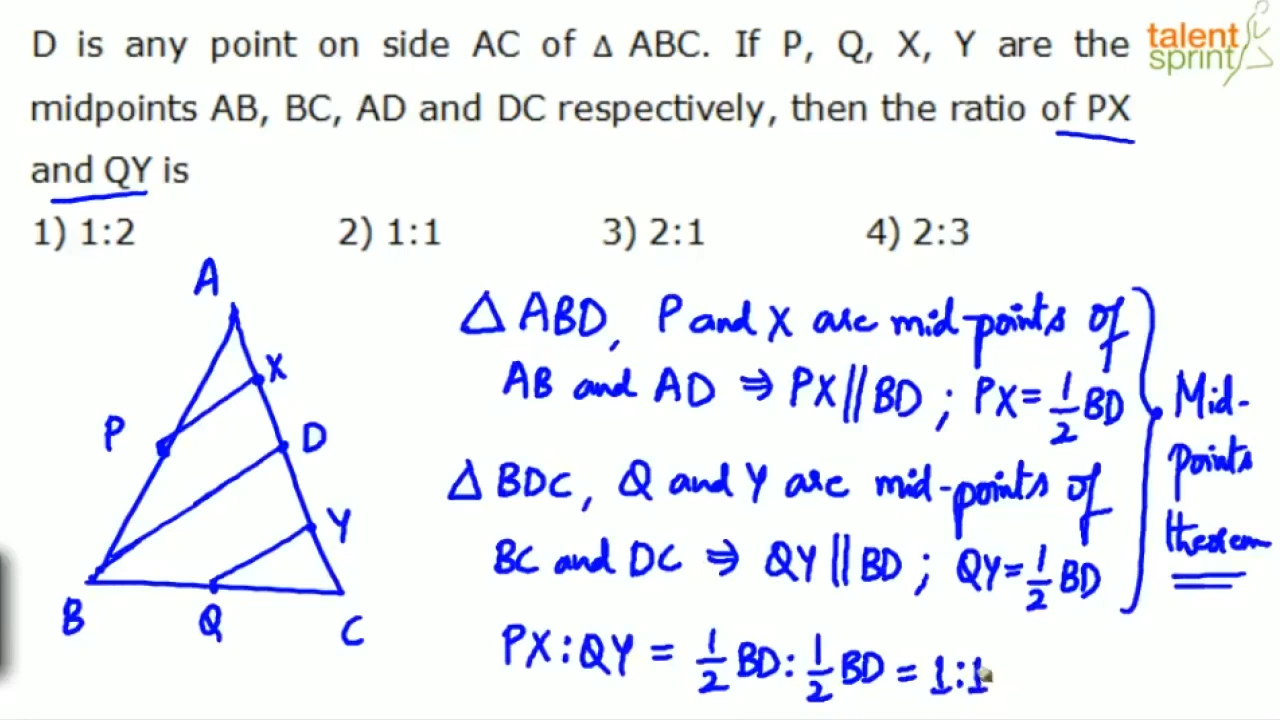 D is any point on side AC of Δ ABC. If P, Q, X, Y are the
midpoints AB, BC, AD and DC respectively, then the ratio of PX
and QY is
talent
sprint
1) 1:2 2) 1:1 3) 2:1 4) 2:3
A
X
P
D
Y
B
Q
C
△ ABD, P and X are mid-points of
AB and AD ⇒ PX||BD ; PX=1/2 BD
△ BDC, Q and Y are mid-points of
BC and DC ⇒ QY||BD ; QY=1/2 BD
Mid-
points
theorem
PX:QY = 1/2 BD:1/2 BD = 1:1